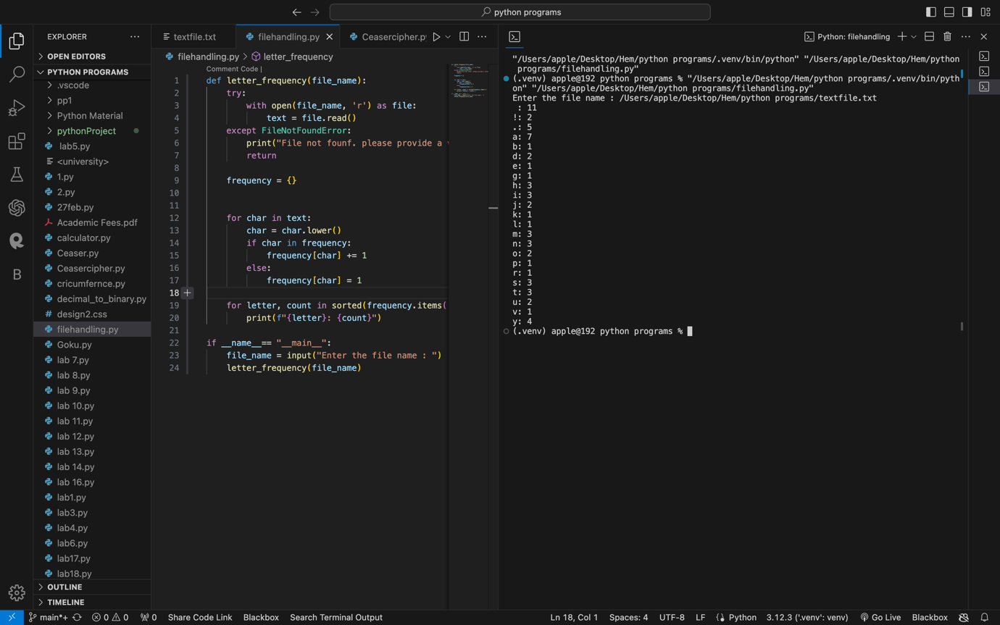 python programs
EXPLORER
OPEN EDITORS
PYTHON PROGRAMS
.vscode
pp1
Python Material
pythonProject
lab5.py
<university>
1.py
2.py
27feb.py
Academic Fees.pdf
calculator.py
Ceaser.py
Ceasercipher.py
cricumfernce.py
decimal_to_binary.py
design2.css
filehandling.py
Goku.py
lab 7.py
lab 8.py
lab 9.py
lab 10.py
lab 11.py
lab 12.py
lab 13.py
lab 14.py
lab 16.py
lab1.py
lab3.py
lab4.py
lab6.py
lab17.py
lab18.py
OUTLINE
TIMELINE
textfile.txt filehandling.py Ceasercipher.py
filehandling.py > letter_frequency
Comment Code |
1 def letter_frequency(file_name):
2 try:
3 with open(file_name, 'r') as file:
4 text = file.read()
5 except FileNotFoundError:
6 print("File not founf. please provide a
7 return
8
9 frequency = {}
10
11
12 for char in text:
13 char = char.lower()
14 if char in frequency:
15 frequency[char] += 1
16 else:
17 frequency[char] = 1
18
19 for letter, count in sorted(frequency.items(
20 print(f"{letter}: {count}")
21
22 if __name__== "__main__":
23 file_name = input("Enter the file name : ")
24 letter_frequency(file_name)
Python: filehandling
"/Users/apple/Desktop/Hem/python programs/.venv/bin/python" "/Users/apple/Desktop/Hem/python
programs/filehandling.py"
(.venv) apple@192 python programs % "/Users/apple/Desktop/Hem/python programs/.venv/bin/pyth
on" "/Users/apple/Desktop/Hem/python programs/filehandling.py"
Enter the file name : /Users/apple/Desktop/Hem/python programs/textfile.txt
: 11
!: 2
.: 5
a: 7
b: 1
d: 2
e: 1
g: 1
h: 3
i: 3
j: 2
k: 1
l: 1
m: 3
n: 3
o: 2
p: 1
r: 1
s: 3
t: 3
u: 2
v: 1
y: 4
(.venv) apple@192 python programs %
main*+ 0 0 0 Share Code Link Blackbox Search Terminal Output Ln 18, Col 1 Spaces: 4 UTF-8 LF Python 3.12.3 ('.venv': venv) Go Live Blackbox